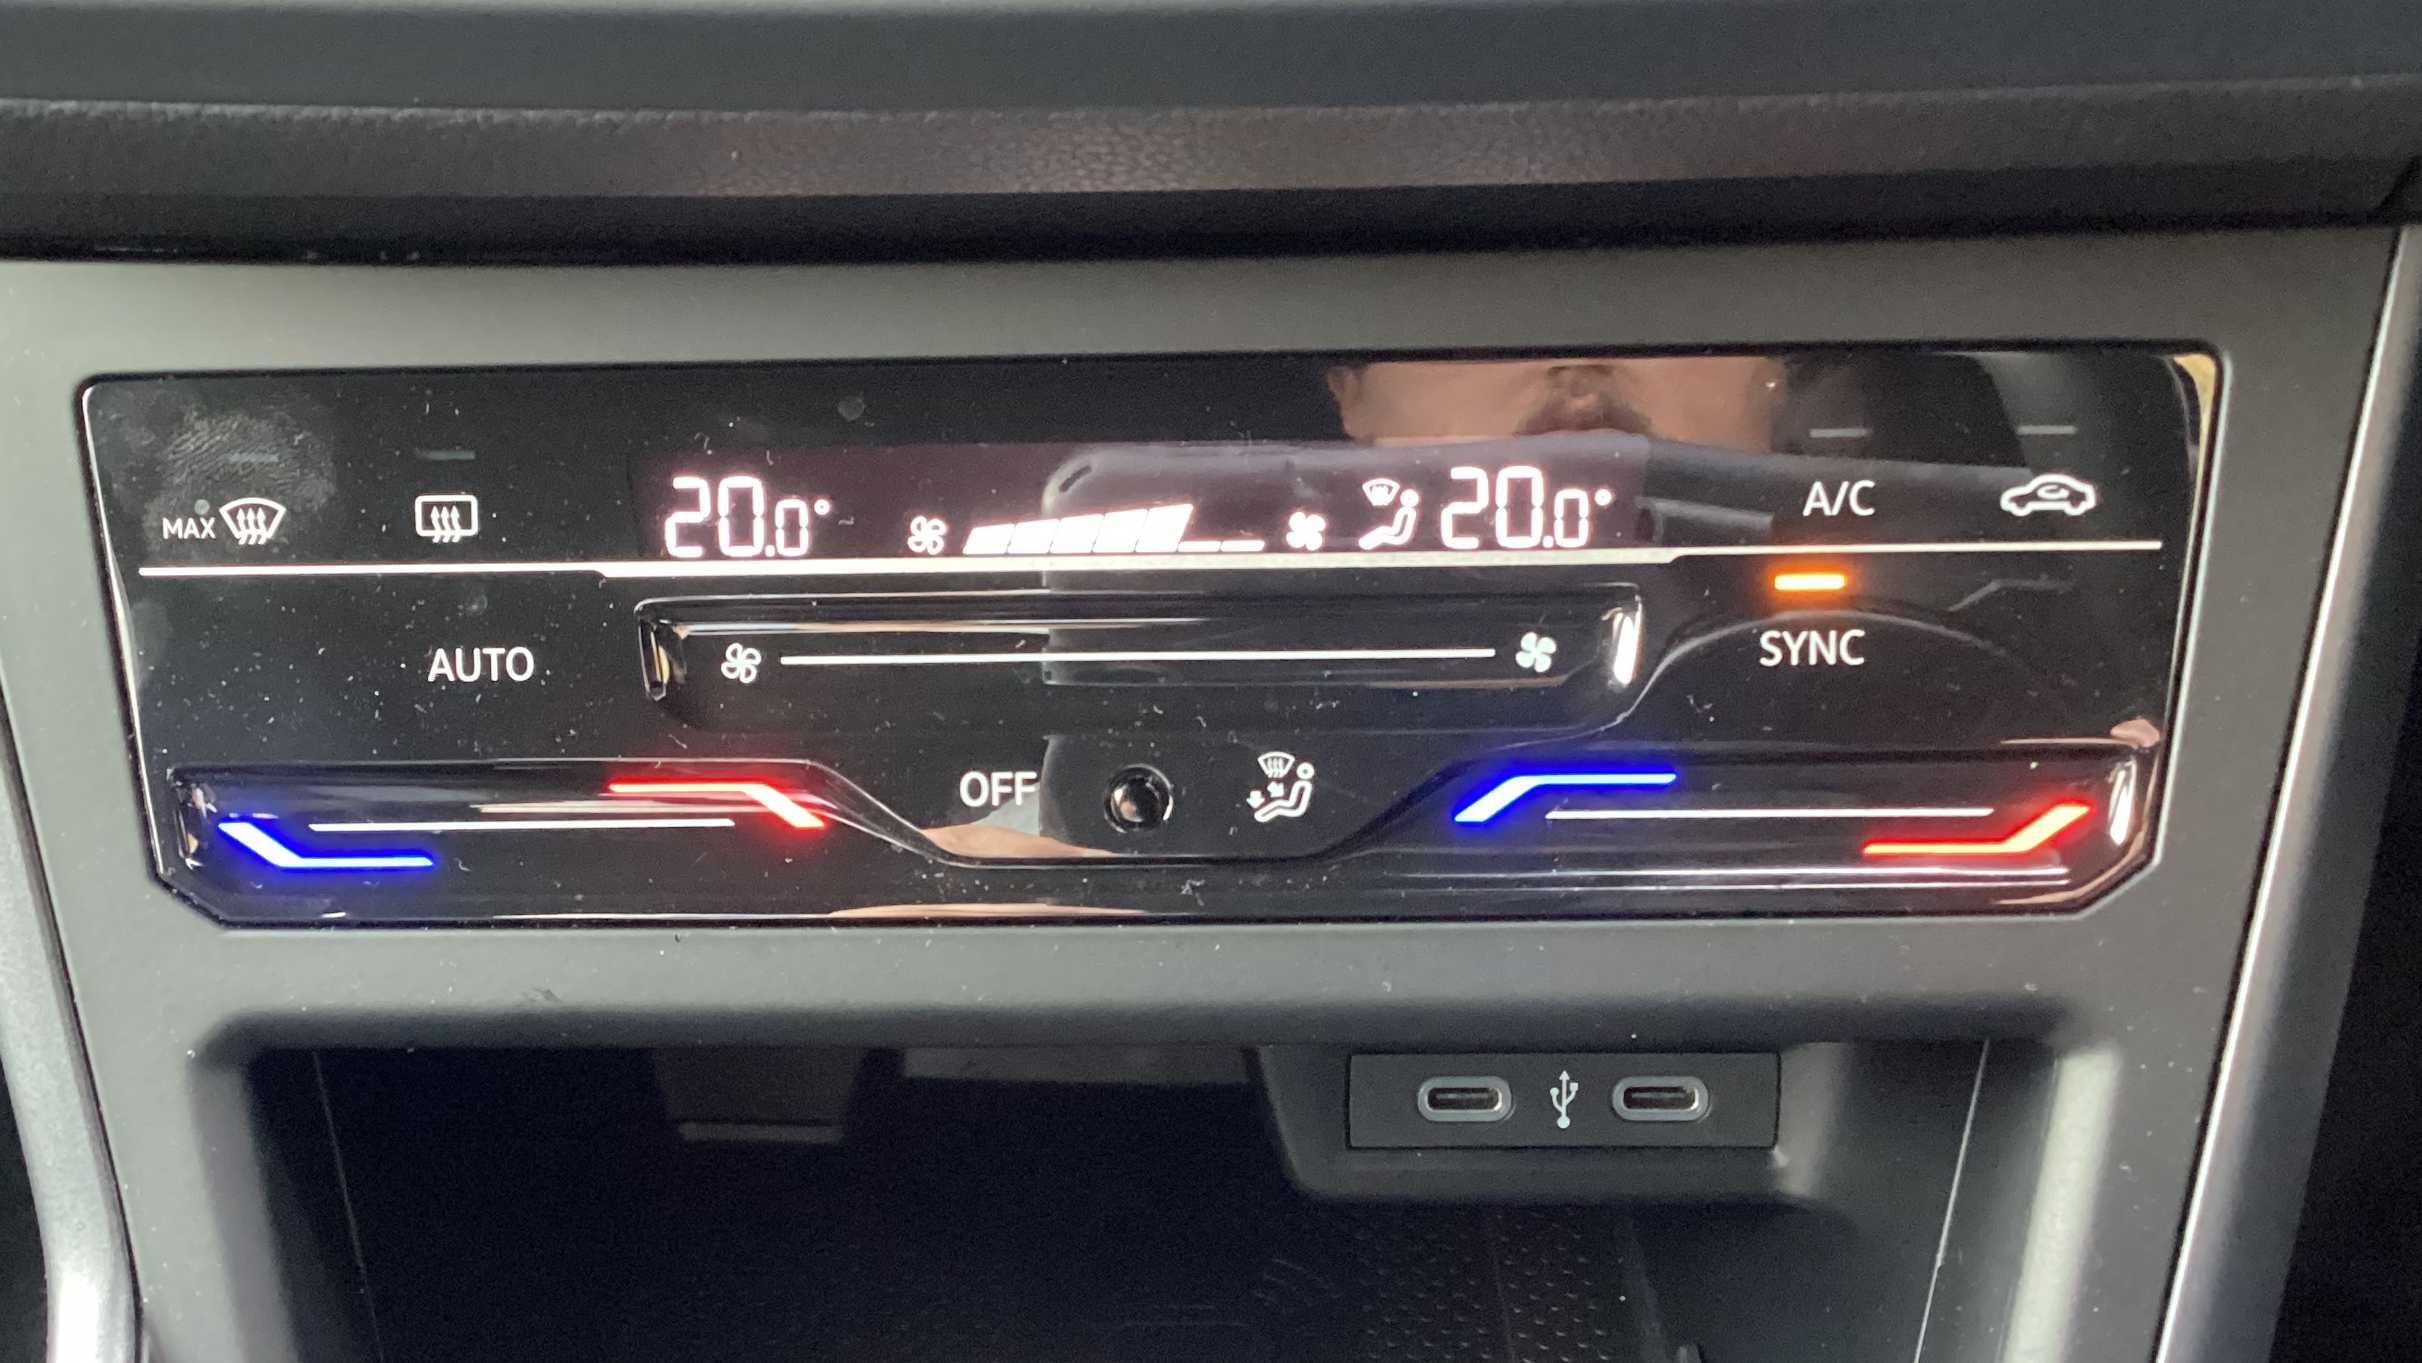 MAX 20.0° 20.0° A/C
AUTO SYNC
OFF